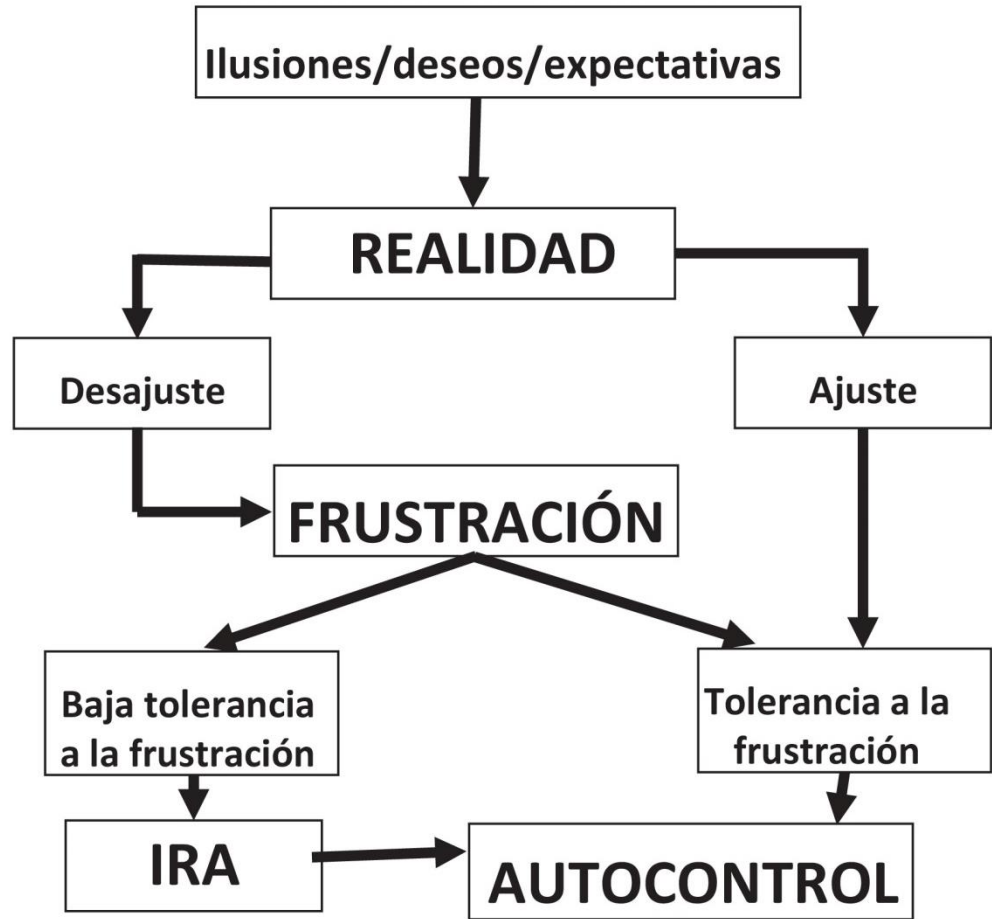 Ilusiones/deseos/expectativas
REALIDAD
Desajuste
Ajuste
FRUSTRACIÓN
Baja tolerancia
a la frustración
Tolerancia a la
frustración
IRA
AUTOCONTROL